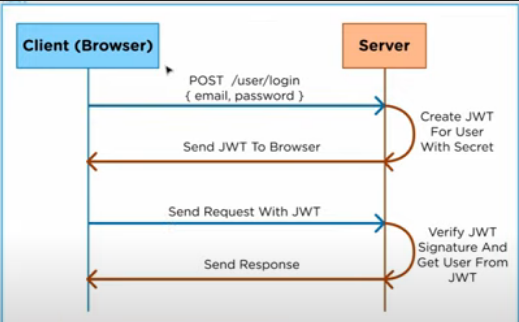 Client (Browser)
Server
POST /user/login
{ email, password }
Create JWT
For User
With Secret
Send JWT To Browser
Send Request With JWT
Verify JWT
Signature And
Get User From
JWT
Send Response